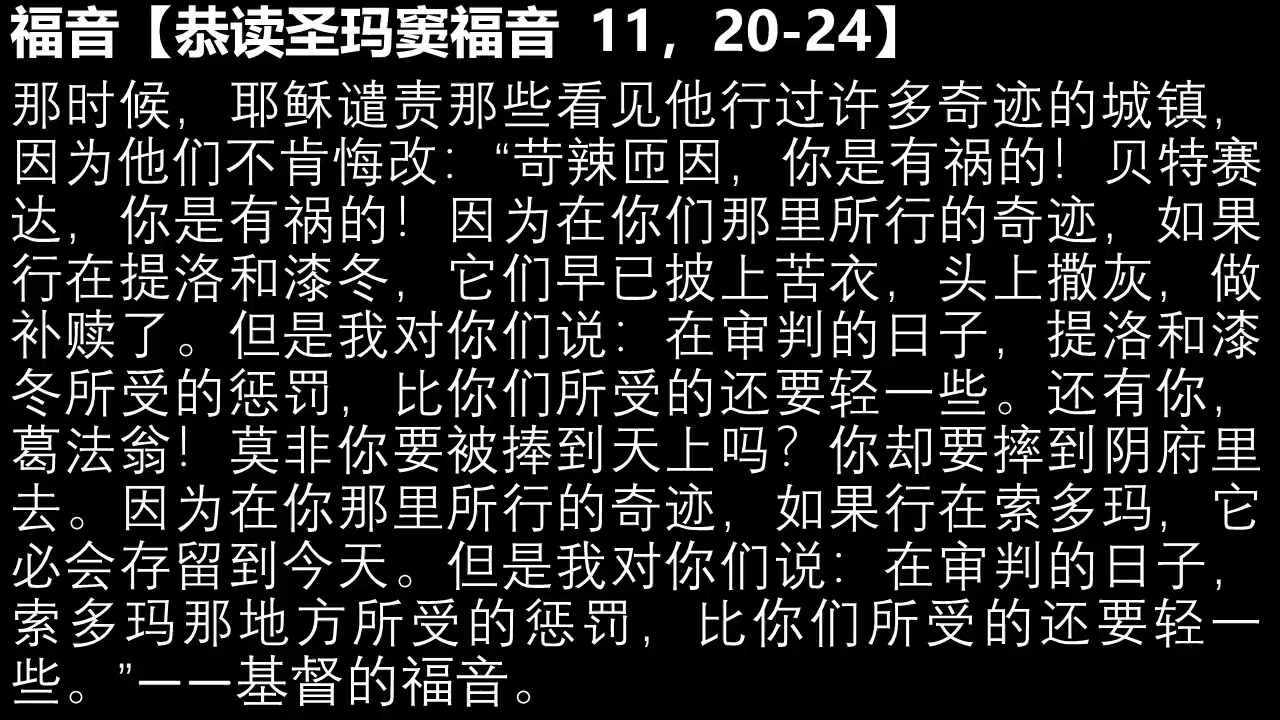 福音【恭读圣玛窦福音 11，20-24】
那时候，耶稣谴责那些看见他行过许多奇迹的城镇，
因为他们不肯悔改：“苛辣匝因，你是有祸的！贝特赛
达，你是有祸的！因为在你们那里所行的奇迹，如果
行在提洛和漆冬，它们早已披上苦衣，头上撒灰，做
补赎了。但是我对你们说：在审判的日子，提洛和漆
冬所受的惩罚，比你们所受的还要轻一些。还有你，
葛法翁！莫非你要被捧到天上吗？你却要摔到阴府里
去。因为在你那里所行的奇迹，如果行在索多玛，它
必会存留到今天。但是我对你们说：在审判的日子，
索多玛那地方所受的惩罚，比你们所受的还要轻一
些。”——基督的福音。